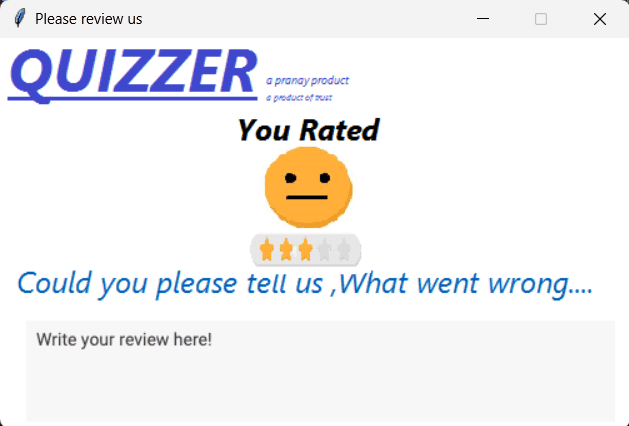 Please review us
QUIZZER
a pranay product
a product of trust
You Rated
Could you please tell us ,What went wrong....
Write your review here!